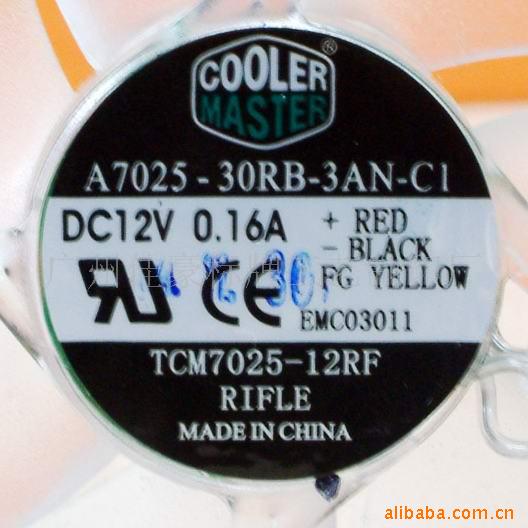 COOLER
MASTER
®
A7025-30RB-3AN-C1
DC12V 0.16A
+ RED
- BLACK
FG YELLOW
CE
EMC03011
TCM7025-12RF
RIFLE
MADE IN CHINA
alibaba.com.cn